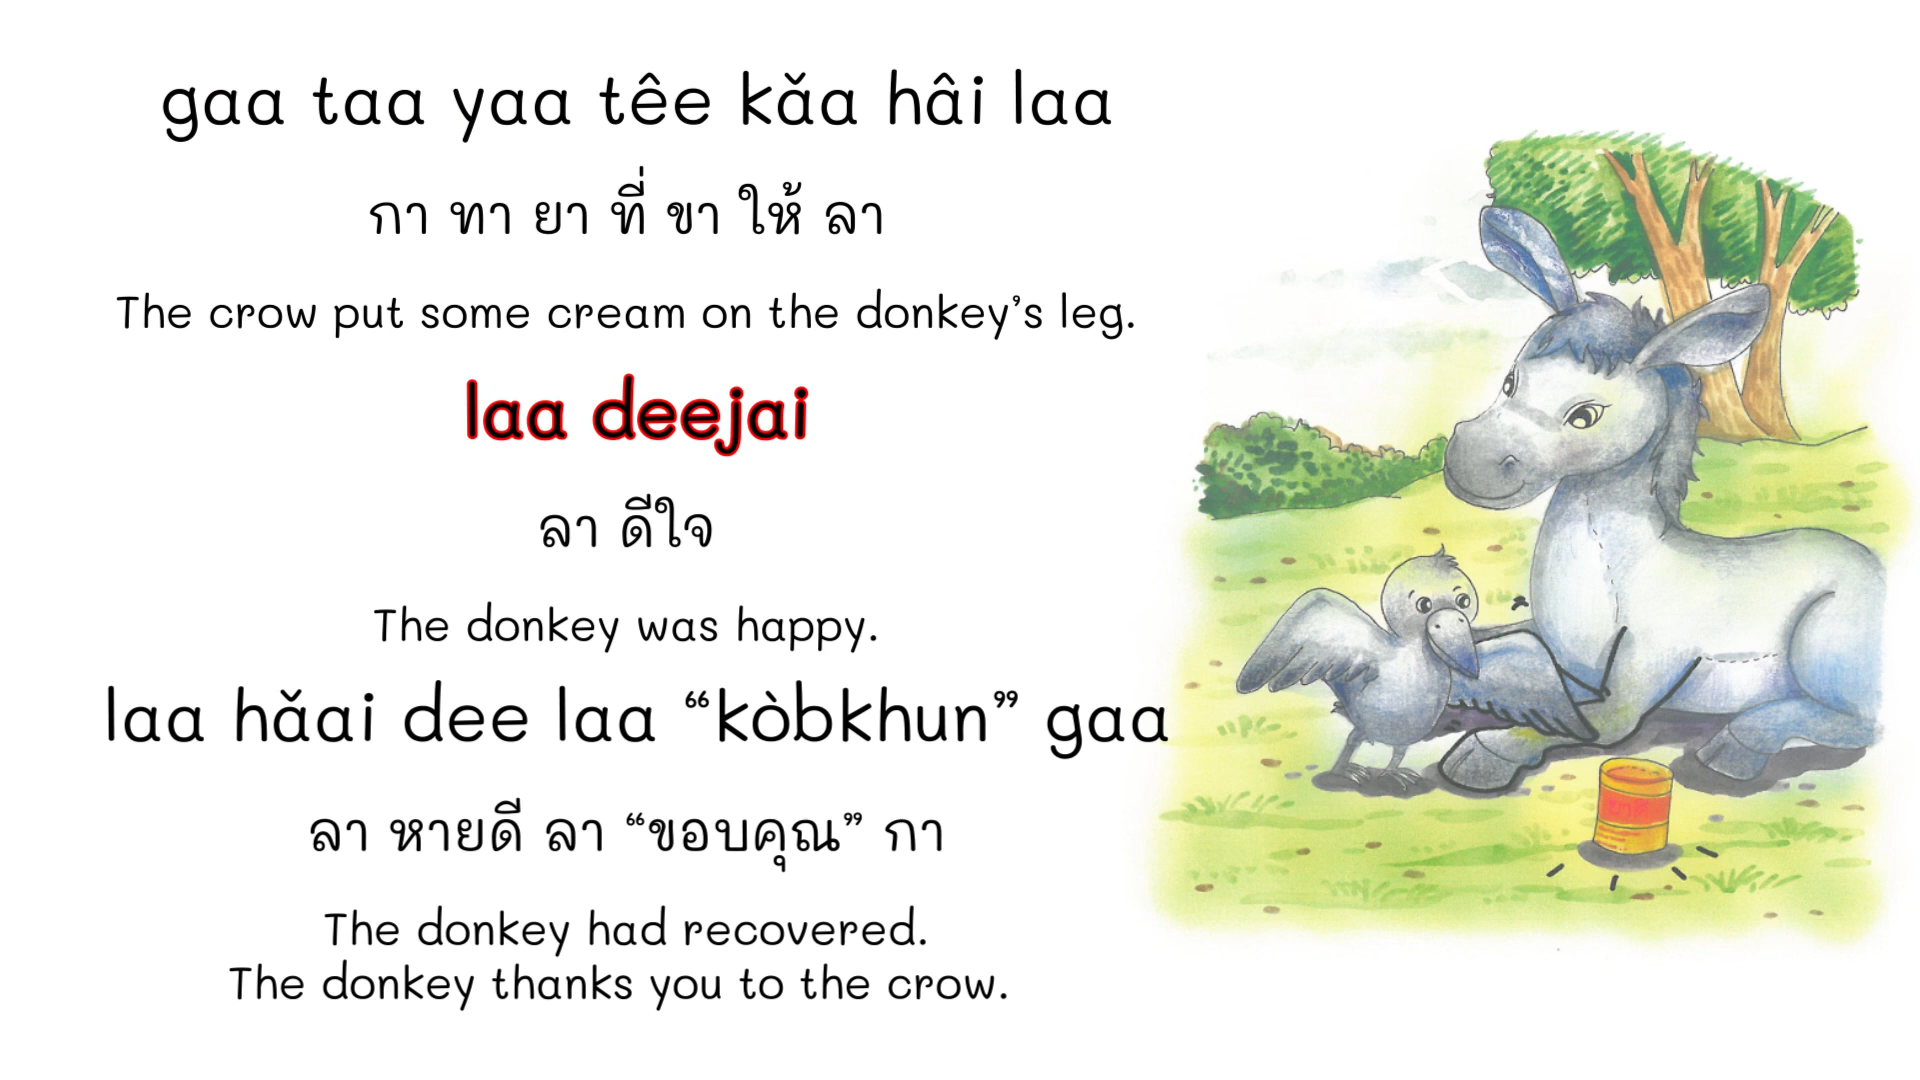 gaa taa yaa têe kǎa hâi laa
กา ทา ยา ที่ ขา ให้ ลา
The crow put some cream on the donkey’s leg.
laa deejai
ลา ดีใจ
The donkey was happy.
laa hǎai dee laa “kòbkhun” gaa
ลา หายดี ลา “ขอบคุณ” กา
The donkey had recovered.
The donkey thanks you to the crow.